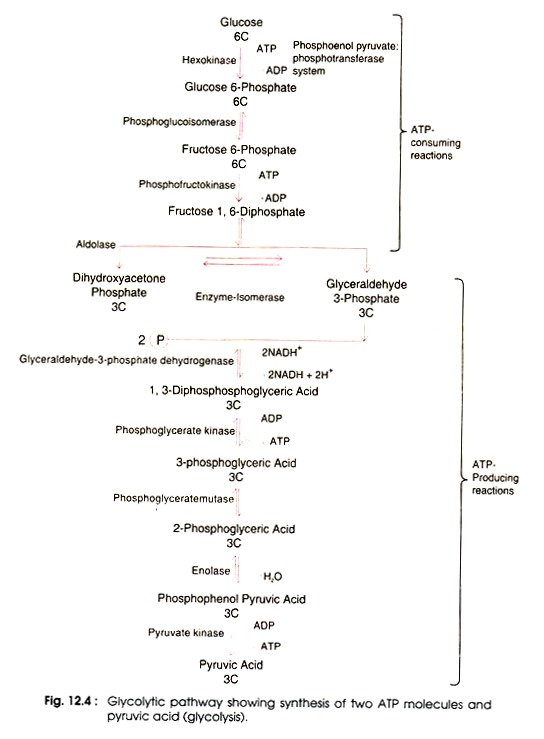 Glucose
6C
ATP
Phosphoenol pyruvate:
phosphotransferase
system
Hexokinase
ADP
Glucose 6-Phosphate
6C
Phosphoglucoisomerase
Fructose 6-Phosphate
6C
ATP
Phosphofructokinase
ADP
Fructose 1, 6-Diphosphate
ATP-
consuming
reactions
Aldolase
Dihydroxyacetone
Phosphate
3C
Enzyme-Isomerase
Glyceraldehyde
3-Phosphate
3C
2 P
Glyceraldehyde-3-phosphate dehydrogenase
2NADH⁺
2NADH + 2H⁺
1, 3-Diphosphoglyceric Acid
3C
ADP
Phosphoglycerate kinase
ATP
3-phosphoglyceric Acid
3C
ATP-
Producing
reactions
Phosphoglyceratemutase
2-Phosphoglyceric Acid
3C
Enolase
H₂O
Phosphophenol Pyruvic Acid
3C
ADP
Pyruvate kinase
ATP
Pyruvic Acid
3C
Fig. 12.4 : Glycolytic pathway showing synthesis of two ATP molecules and
pyruvic acid (glycolysis).